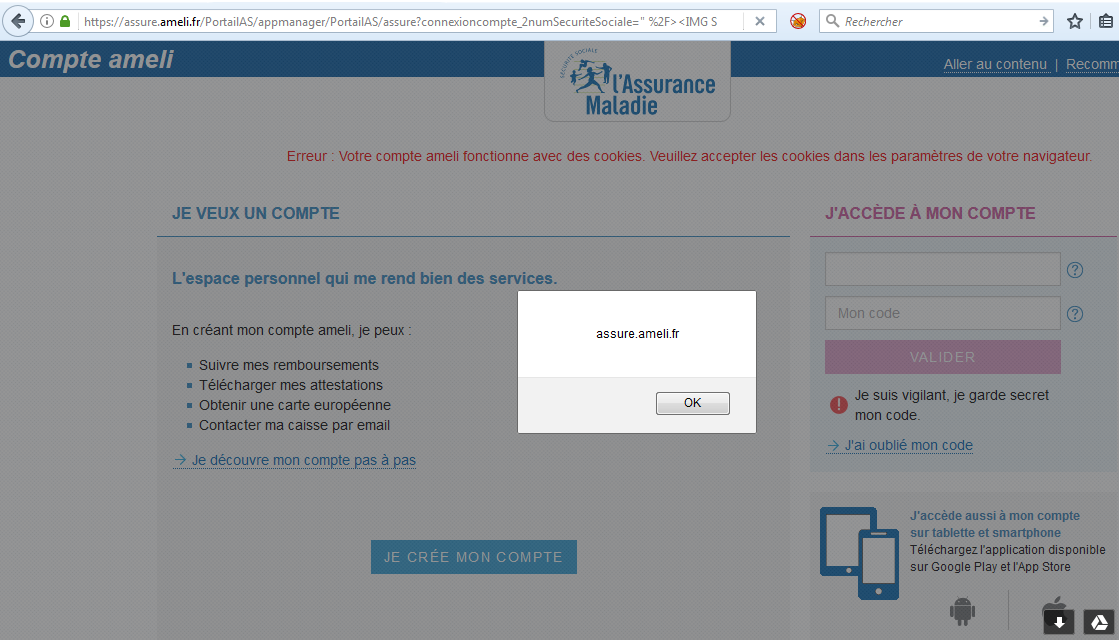 https://assure.ameli.fr/PortailAS/appmanager/PortailAS/assure?connexioncompte_2numSecuriteSociale=" %2F><IMG S
Rechercher
Compte ameli
Aller au contenu | Recomm
SÉCURITÉ SOCIALE
l'Assurance
Maladie
Erreur : Votre compte ameli fonctionne avec des cookies. Veuillez accepter les cookies dans les paramètres de votre navigateur.
JE VEUX UN COMPTE
L'espace personnel qui me rend bien des services.
En créant mon compte ameli, je peux :
Suivre mes remboursements
Télécharger mes attestations
Obtenir une carte européenne
Contacter ma caisse par email
Je découvre mon compte pas à pas
JE CRÉE MON COMPTE
assure.ameli.fr
OK
J'ACCÈDE À MON COMPTE
?
Mon code
?
VALIDER
! Je suis vigilant, je garde secret
mon code.
J'ai oublié mon code
J'accède aussi à mon compte
sur tablette et smartphone
Téléchargez l'application disponible
sur Google Play et l'App Store